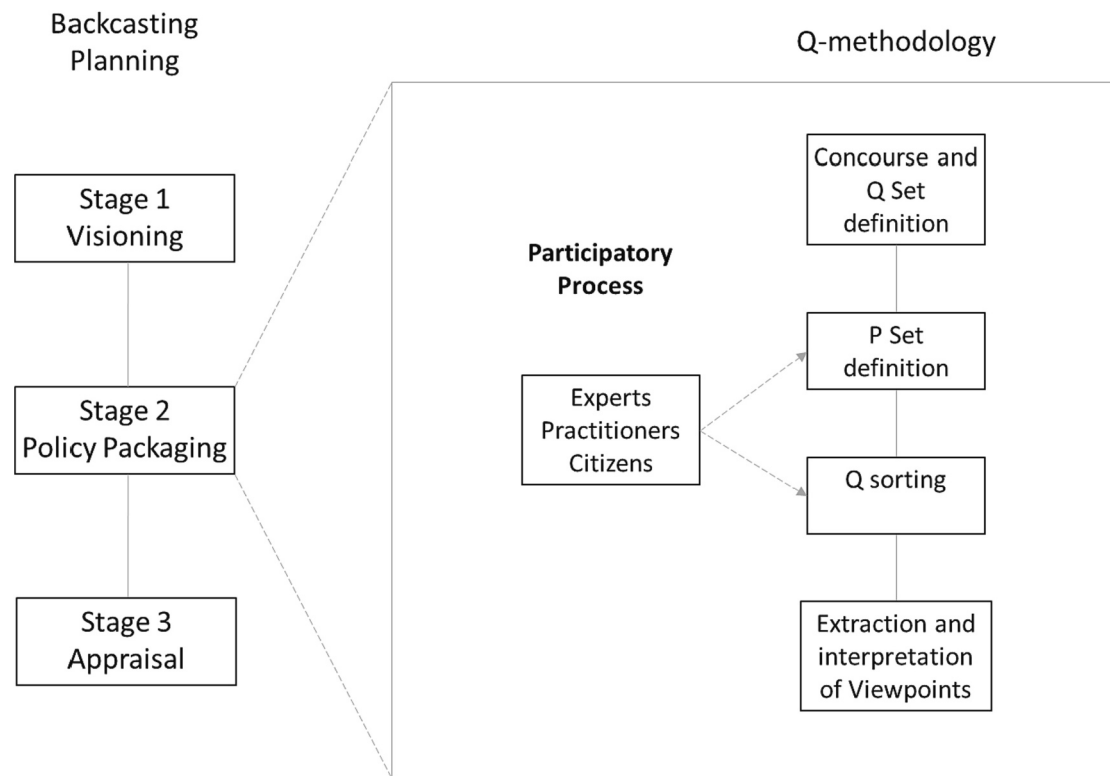 Backcasting
Planning
Stage 1
Visioning
Stage 2
Policy Packaging
Stage 3
Appraisal
Q-methodology
Participatory
Process
Experts
Practitioners
Citizens
Concourse and
Q Set
definition
P Set
definition
Q sorting
Extraction and
interpretation
of Viewpoints